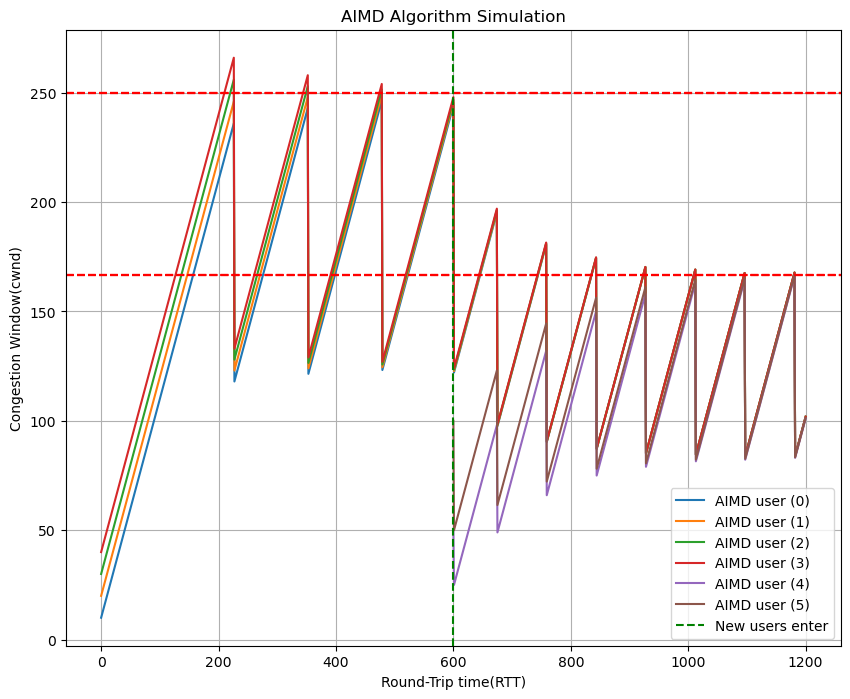 AIMD Algorithm Simulation
Congestion Window(cwnd)
250
200
150
100
50
0
0 200 400 600 800 1000 1200
Round-Trip time(RTT)
AIMD user (0)
AIMD user (1)
AIMD user (2)
AIMD user (3)
AIMD user (4)
AIMD user (5)
New users enter